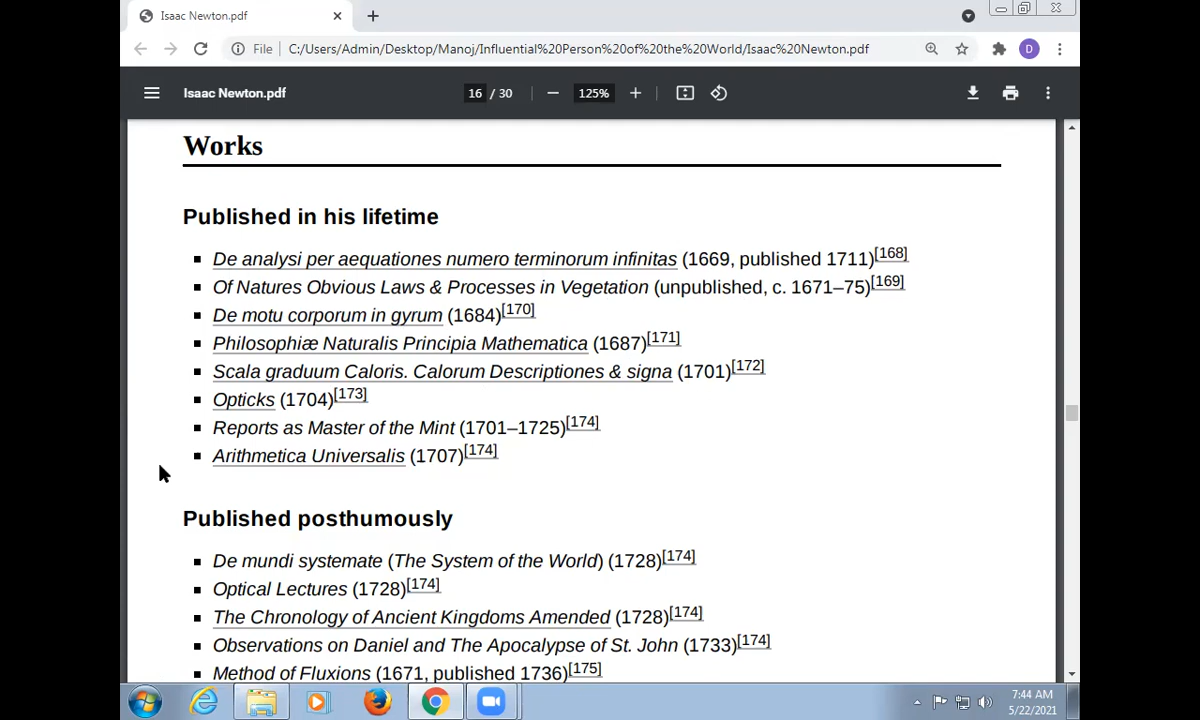 Isaac Newton.pdf
File C:/Users/Admin/Desktop/Manoj/Influential%20Person%20of%20the%20World/Isaac%20Newton.pdf D
Isaac Newton.pdf 16 / 30 125%
Works
Published in his lifetime
De analysi per aequationes numero terminorum infinitas (1669, published 1711)[168]
Of Natures Obvious Laws & Processes in Vegetation (unpublished, c. 1671–75)[169]
De motu corporum in gyrum (1684)[170]
Philosophiæ Naturalis Principia Mathematica (1687)[171]
Scala graduum Caloris. Calorum Descriptiones & signa (1701)[172]
Opticks (1704)[173]
Reports as Master of the Mint (1701–1725)[174]
Arithmetica Universalis (1707)[174]
Published posthumously
De mundi systemate (The System of the World) (1728)[174]
Optical Lectures (1728)[174]
The Chronology of Ancient Kingdoms Amended (1728)[174]
Observations on Daniel and The Apocalypse of St. John (1733)[174]
Method of Fluxions (1671, published 1736)[175]
7:44 AM
5/22/2021